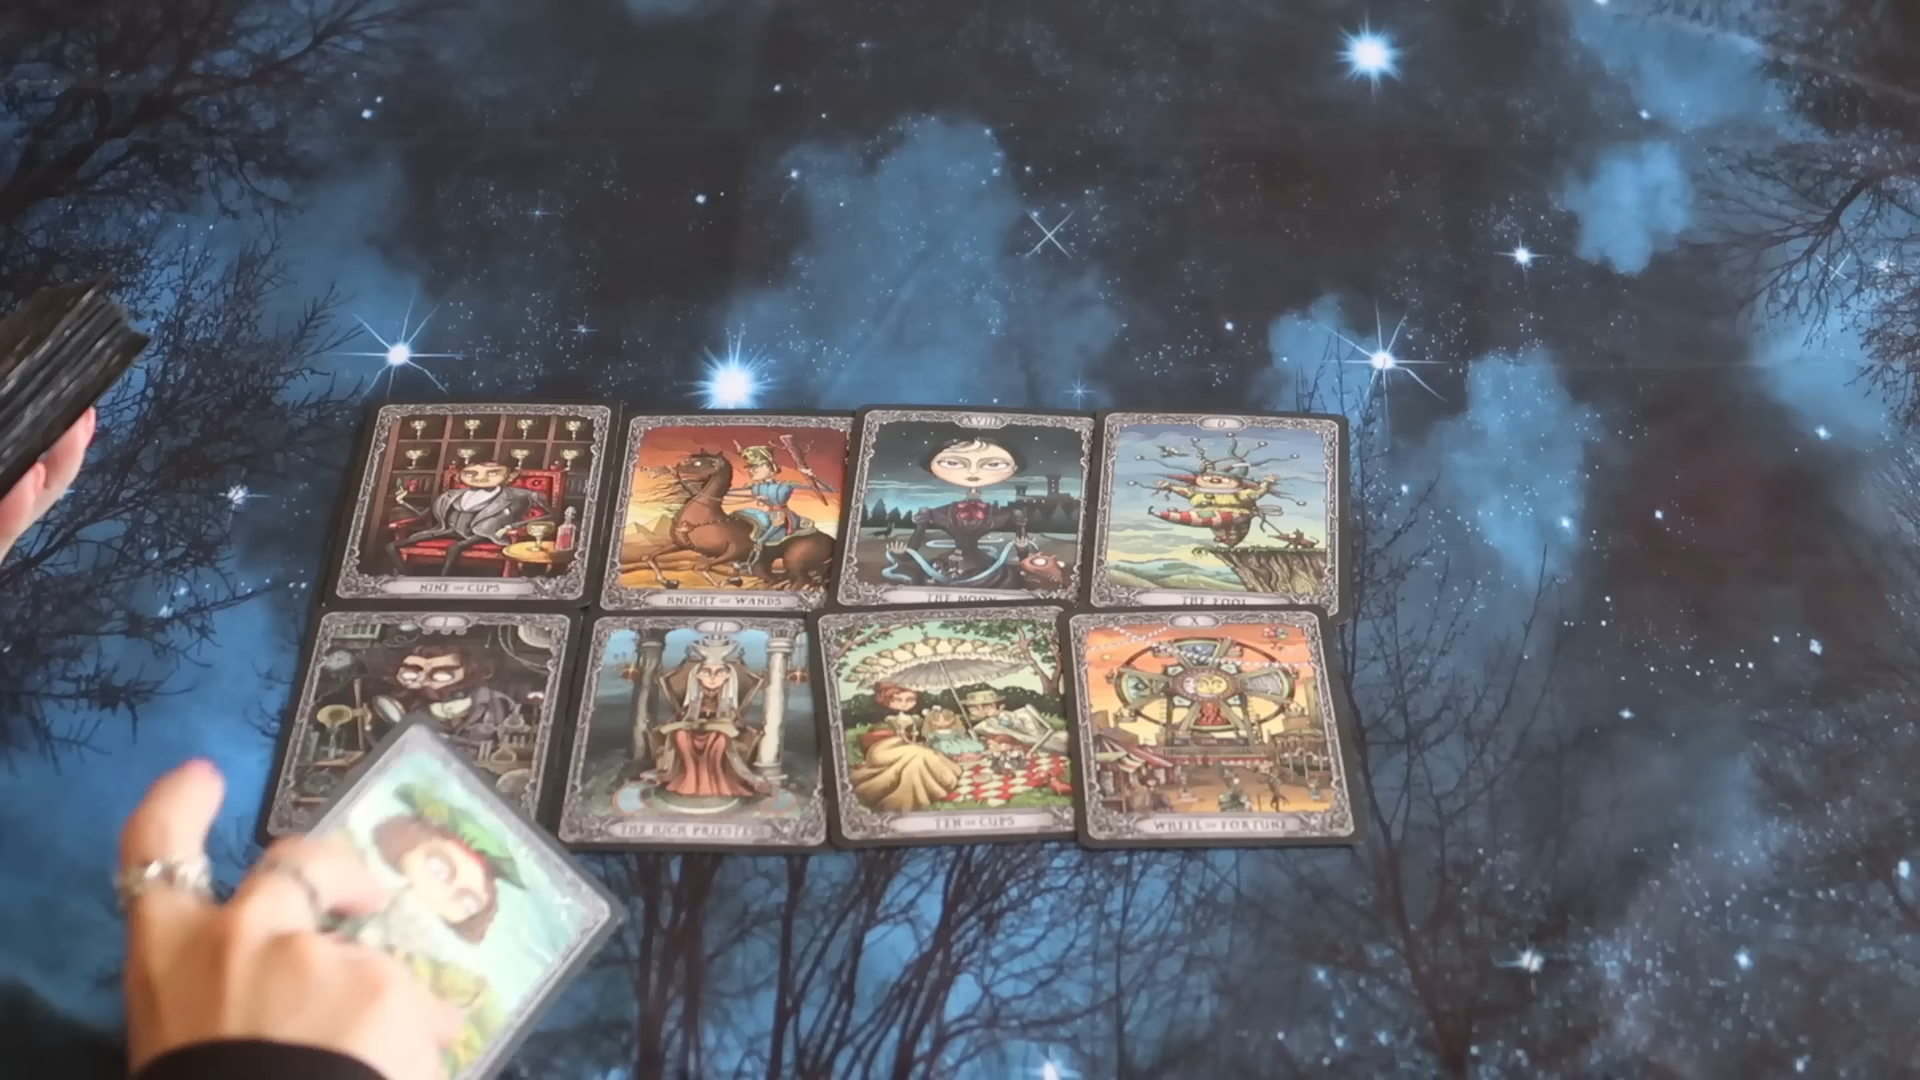 NINE OF CUPS
KNIGHT OF WANDS
XVIII
THE MOON
0
THE FOOL
I
II
THE HIGH PRIESTESS
TEN OF CUPS
X
WHEEL OF FORTUNE